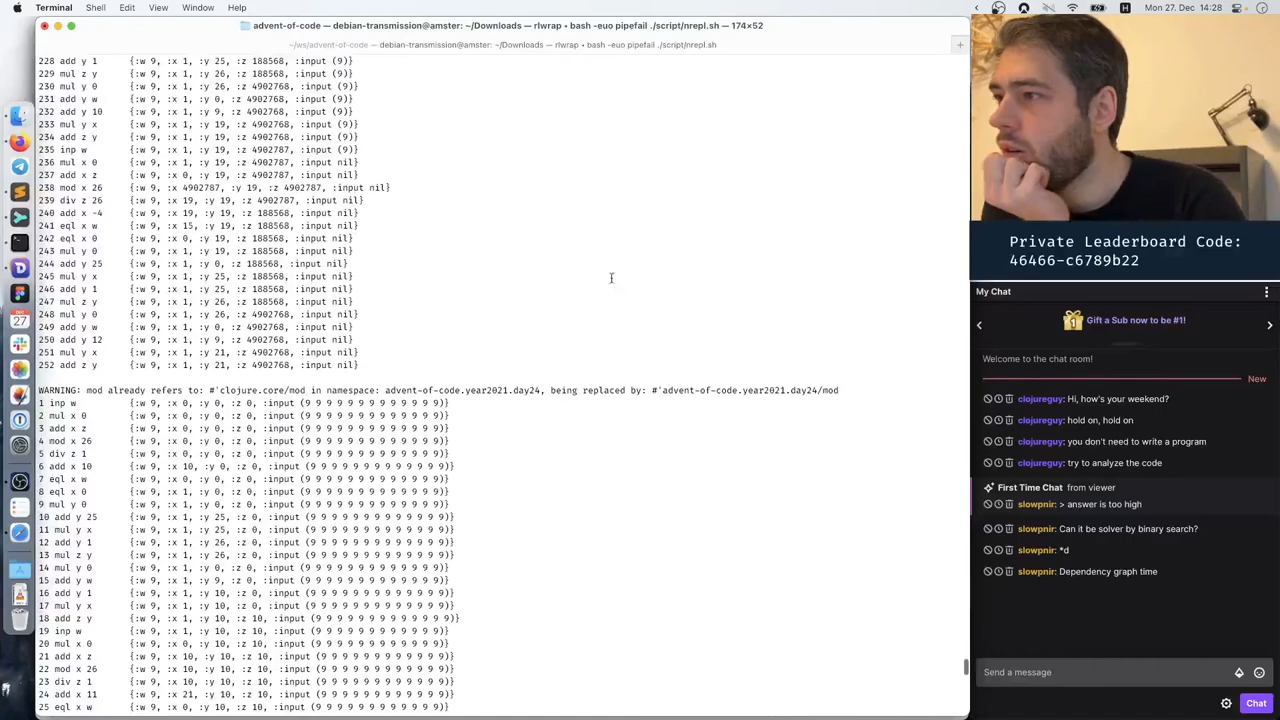 Terminal Shell Edit View Window Help
Mon 27. Dec 14:28
advent-of-code — debian-transmission@amster: ~/Downloads — rlwrap • bash -euo pipefail ./script/nrepl.sh — 174×52
~/ws/advent-of-code — debian-transmission@amster: ~/Downloads — rlwrap • bash -euo pipefail ./script/nrepl.sh
228 add y 1 {:w 9, :x 1, :y 25, :z 188568, :input (9)}
229 mul z y {:w 9, :x 1, :y 26, :z 188568, :input (9)}
230 mul y 0 {:w 9, :x 1, :y 26, :z 4902768, :input (9)}
231 add y w {:w 9, :x 1, :y 0, :z 4902768, :input (9)}
232 add y 10 {:w 9, :x 1, :y 9, :z 4902768, :input (9)}
233 mul y x {:w 9, :x 1, :y 19, :z 4902768, :input (9)}
234 add z y {:w 9, :x 1, :y 19, :z 4902768, :input (9)}
235 inp w {:w 9, :x 1, :y 19, :z 4902787, :input (9)}
236 mul x 0 {:w 9, :x 1, :y 19, :z 4902787, :input nil}
237 add x z {:w 9, :x 0, :y 19, :z 4902787, :input nil}
238 mod x 26 {:w 9, :x 4902787, :y 19, :z 4902787, :input nil}
239 div z 26 {:w 9, :x 19, :y 19, :z 4902787, :input nil}
240 add x -4 {:w 9, :x 19, :y 19, :z 188568, :input nil}
241 eql x w {:w 9, :x 15, :y 19, :z 188568, :input nil}
242 eql x 0 {:w 9, :x 0, :y 19, :z 188568, :input nil}
243 mul y 0 {:w 9, :x 1, :y 19, :z 188568, :input nil}
244 add y 25 {:w 9, :x 1, :y 0, :z 188568, :input nil}
245 mul y x {:w 9, :x 1, :y 25, :z 188568, :input nil}
246 add y 1 {:w 9, :x 1, :y 25, :z 188568, :input nil}
247 mul z y {:w 9, :x 1, :y 26, :z 188568, :input nil}
248 mul y 0 {:w 9, :x 1, :y 26, :z 4902768, :input nil}
249 add y w {:w 9, :x 1, :y 0, :z 4902768, :input nil}
250 add y 12 {:w 9, :x 1, :y 9, :z 4902768, :input nil}
251 mul y x {:w 9, :x 1, :y 21, :z 4902768, :input nil}
252 add z y {:w 9, :x 1, :y 21, :z 4902768, :input nil}
WARNING: mod already refers to: #'clojure.core/mod in namespace: advent-of-code.year2021.day24, being replaced by: #'advent-of-code.year2021.day24/mod
1 inp w {:w 9, :x 0, :y 0, :z 0, :input (9 9 9 9 9 9 9 9 9 9 9 9 9)}
2 mul x 0 {:w 9, :x 0, :y 0, :z 0, :input (9 9 9 9 9 9 9 9 9 9 9 9 9)}
3 add x z {:w 9, :x 0, :y 0, :z 0, :input (9 9 9 9 9 9 9 9 9 9 9 9 9)}
4 mod x 26 {:w 9, :x 0, :y 0, :z 0, :input (9 9 9 9 9 9 9 9 9 9 9 9 9)}
5 div z 1 {:w 9, :x 0, :y 0, :z 0, :input (9 9 9 9 9 9 9 9 9 9 9 9 9)}
6 add x 10 {:w 9, :x 10, :y 0, :z 0, :input (9 9 9 9 9 9 9 9 9 9 9 9 9)}
7 eql x w {:w 9, :x 0, :y 0, :z 0, :input (9 9 9 9 9 9 9 9 9 9 9 9 9)}
8 eql x 0 {:w 9, :x 1, :y 0, :z 0, :input (9 9 9 9 9 9 9 9 9 9 9 9 9)}
9 mul y 0 {:w 9, :x 1, :y 0, :z 0, :input (9 9 9 9 9 9 9 9 9 9 9 9 9)}
10 add y 25 {:w 9, :x 1, :y 25, :z 0, :input (9 9 9 9 9 9 9 9 9 9 9 9 9)}
11 mul y x {:w 9, :x 1, :y 25, :z 0, :input (9 9 9 9 9 9 9 9 9 9 9 9 9)}
12 add y 1 {:w 9, :x 1, :y 26, :z 0, :input (9 9 9 9 9 9 9 9 9 9 9 9 9)}
13 mul z y {:w 9, :x 1, :y 26, :z 0, :input (9 9 9 9 9 9 9 9 9 9 9 9 9)}
14 mul y 0 {:w 9, :x 1, :y 0, :z 0, :input (9 9 9 9 9 9 9 9 9 9 9 9 9)}
15 add y w {:w 9, :x 1, :y 9, :z 0, :input (9 9 9 9 9 9 9 9 9 9 9 9 9)}
16 add y 1 {:w 9, :x 1, :y 10, :z 0, :input (9 9 9 9 9 9 9 9 9 9 9 9 9)}
17 mul y x {:w 9, :x 1, :y 10, :z 0, :input (9 9 9 9 9 9 9 9 9 9 9 9 9)}
18 add z y {:w 9, :x 1, :y 10, :z 10, :input (9 9 9 9 9 9 9 9 9 9 9 9 9)}
19 inp w {:w 9, :x 1, :y 10, :z 10, :input (9 9 9 9 9 9 9 9 9 9 9 9)}
20 mul x 0 {:w 9, :x 0, :y 10, :z 10, :input (9 9 9 9 9 9 9 9 9 9 9 9)}
21 add x z {:w 9, :x 10, :y 10, :z 10, :input (9 9 9 9 9 9 9 9 9 9 9 9)}
22 mod x 26 {:w 9, :x 10, :y 10, :z 10, :input (9 9 9 9 9 9 9 9 9 9 9 9)}
23 div z 1 {:w 9, :x 10, :y 10, :z 10, :input (9 9 9 9 9 9 9 9 9 9 9 9)}
24 add x 11 {:w 9, :x 21, :y 10, :z 10, :input (9 9 9 9 9 9 9 9 9 9 9 9)}
25 eql x w {:w 9, :x 0, :y 10, :z 10, :input (9 9 9 9 9 9 9 9 9 9 9 9)}
Private Leaderboard Code:
46466-c6789b22
My Chat
Gift a Sub now to be #1!
Welcome to the chat room!
New
clojureguy: Hi, how's your weekend?
clojureguy: hold on, hold on
clojureguy: you don't need to write a program
clojureguy: try to analyze the code
First Time Chat from viewer
slowpnir: > answer is too high
slowpnir: Can it be solver by binary search?
slowpnir: *d
slowpnir: Dependency graph time
Send a message
Chat